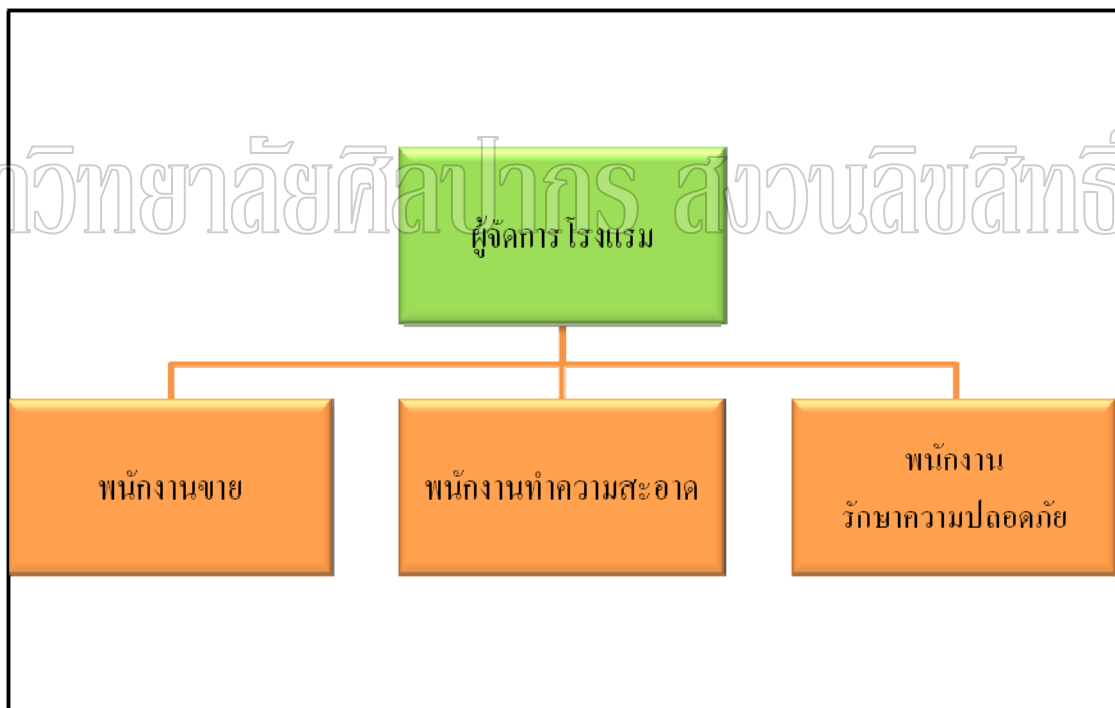 วิทยาลัยศิลปากร สงวนลิขสิทธิ์
ผู้จัดการโรงแรม
พนักงานขาย
พนักงานทำความสะอาด
พนักงาน
รักษาความปลอดภัย